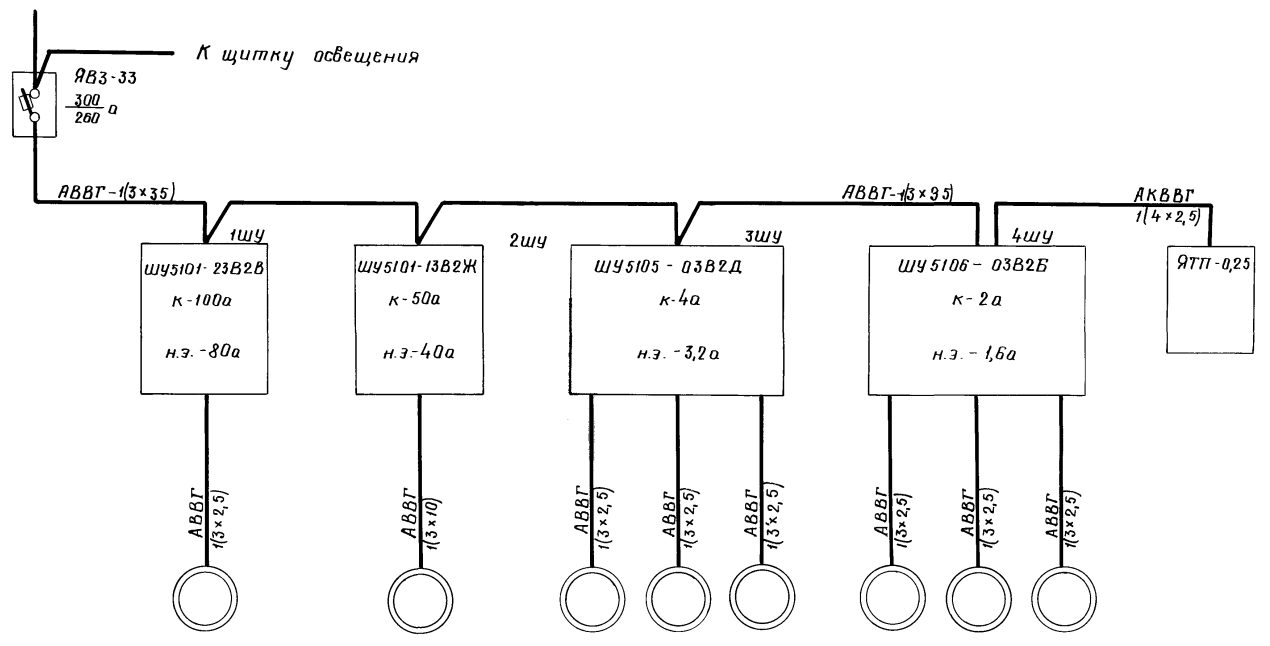 К щитку освещения
ЯВЗ-33
300
260 а
АВВГ-1(3×35)
АВВГ-1(3×95)
АКВВГ
1(4×2,5)
1ШУ
2ШУ
3ШУ
4ШУ
ШУ5101-23В2В
к-100а
н.э.-80а
ШУ5101-13В2Ж
к-50а
н.э.-40а
ШУ5105-03В2Д
к-4а
н.э.-3,2а
ШУ5106-03В2Б
к-2а
н.э.-1,6а
ЯТП-0,25
АВВГ
1(3×2,5)
АВВГ
1(3×10)
АВВГ
1(3×2,5)
АВВГ
1(3×2,5)
АВВГ
1(3×2,5)
АВВГ
1(3×2,5)
АВВГ
1(3×2,5)
АВВГ
1(3×2,5)